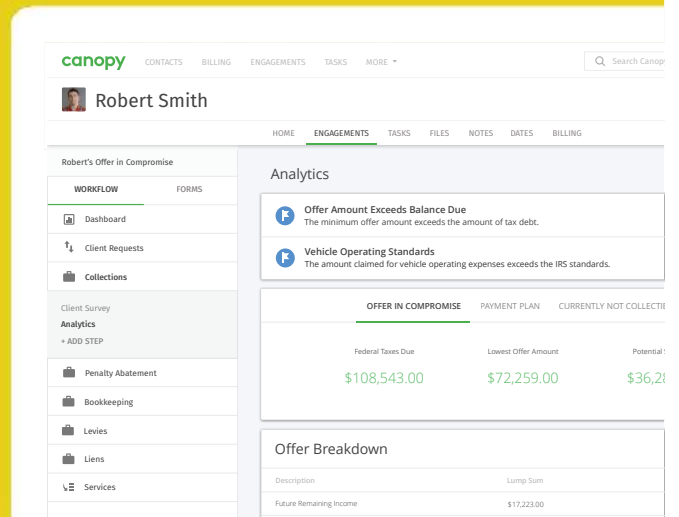 canopy CONTACTS BILLING ENGAGEMENTS TASKS MORE Search Canopy
Robert Smith
HOME ENGAGEMENTS TASKS FILES NOTES DATES BILLING
Robert's Offer in Compromise
WORKFLOW FORMS
Dashboard
Client Requests
Collections
Client Survey
Analytics
+ ADD STEP
Penalty Abatement
Bookkeeping
Levies
Liens
Services
Analytics
Offer Amount Exceeds Balance Due
The minimum offer amount exceeds the amount of tax debt.
Vehicle Operating Standards
The amount claimed for vehicle operating expenses exceeds the IRS standards.
OFFER IN COMPROMISE PAYMENT PLAN CURRENTLY NOT
Federal Taxes Due Lowest Offer Amount Potential
$108,543.00 $72,259.00
Offer Breakdown
Description Lump Sum
Future Remaining Income $17,223.00